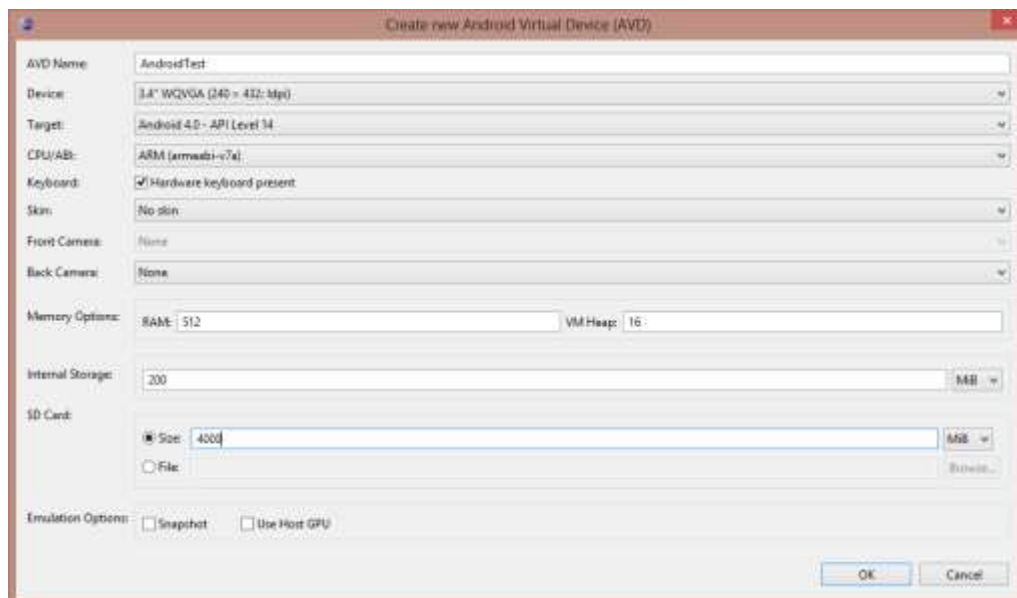 Create new Android Virtual Device (AVD)
AVD Name: AndroidTest
Device: 3.4" WQVGA (240 × 432: ldpi)
Target: Android 4.0 - API Level 14
CPU/ABI: ARM (armeabi-v7a)
Keyboard: Hardware keyboard present
Skin: No skin
Front Camera: None
Back Camera: None
Memory Options: RAM: 512 VM Heap: 16
Internal Storage: 200 MiB
SD Card:
Size: 4000 MiB
File: Browse...
Emulation Options: Snapshot Use Host GPU
OK Cancel